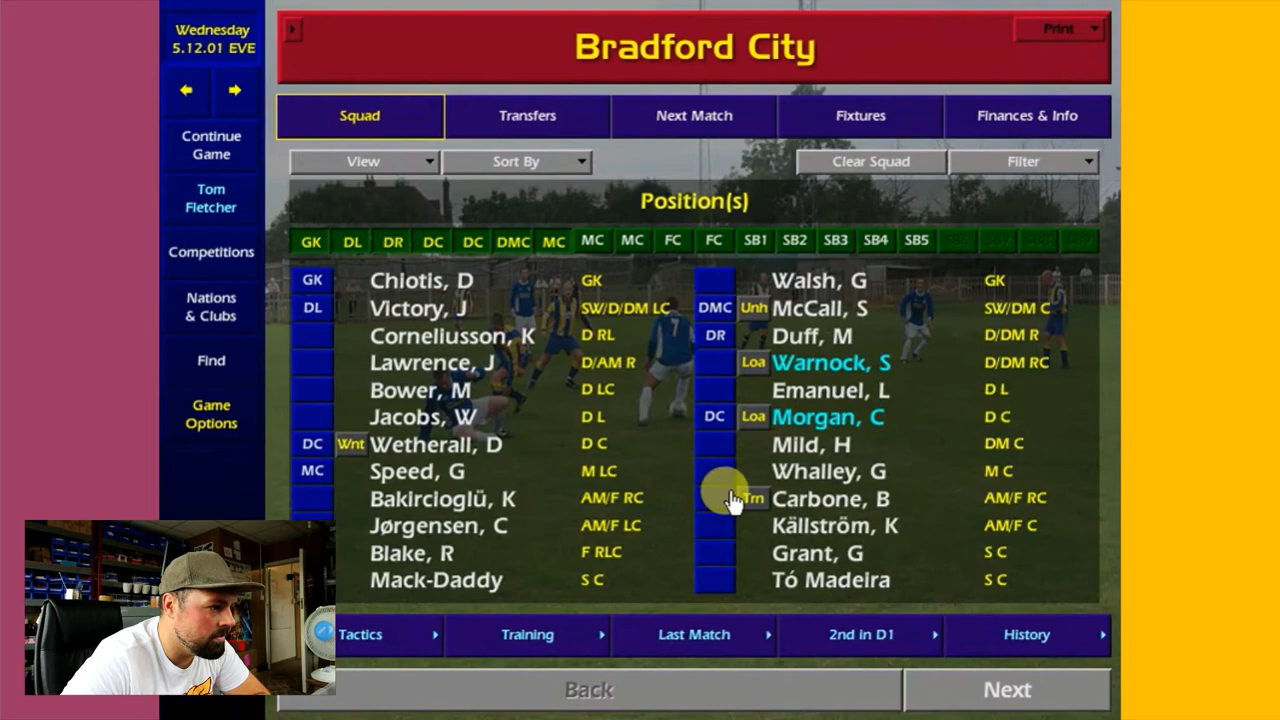 Wednesday
5.12.01 EVE
Bradford City
Print
Continue
Game
Tom
Fletcher
Competitions
Nations
& Clubs
Find
Game
Options
Squad Transfers Next Match Fixtures Finances & Info
View Sort By Clear Squad Filter
Position(s)
GK DL DR DC DC DMC MC MC MC FC FC SB1 SB2 SB3 SB4 SB5
GK Chiotis, D GK Walsh, G GK
DL Victory, J SW/D/DM LC DMC Unh McCall, S SW/DM C
Corneliusson, K D RL DR Duff, M D/DM R
Lawrence, J D/AM R Loa Warnock, S D/DM RC
Bower, M D LC Emanuel, L D L
Jacobs, W D L DC Loa Morgan, C D C
DC Wnt Wetherall, D D C Mild, H DM C
MC Speed, G M LC Whalley, G M C
Bakircioglü, K AM/F RC Trn Carbone, B AM/F RC
Jørgensen, C AM/F LC Källström, K AM/F C
Blake, R F RLC Grant, G S C
Mack-Daddy S C Tó Madeira S C
Tactics Training Last Match 2nd in D1 History
Back Next